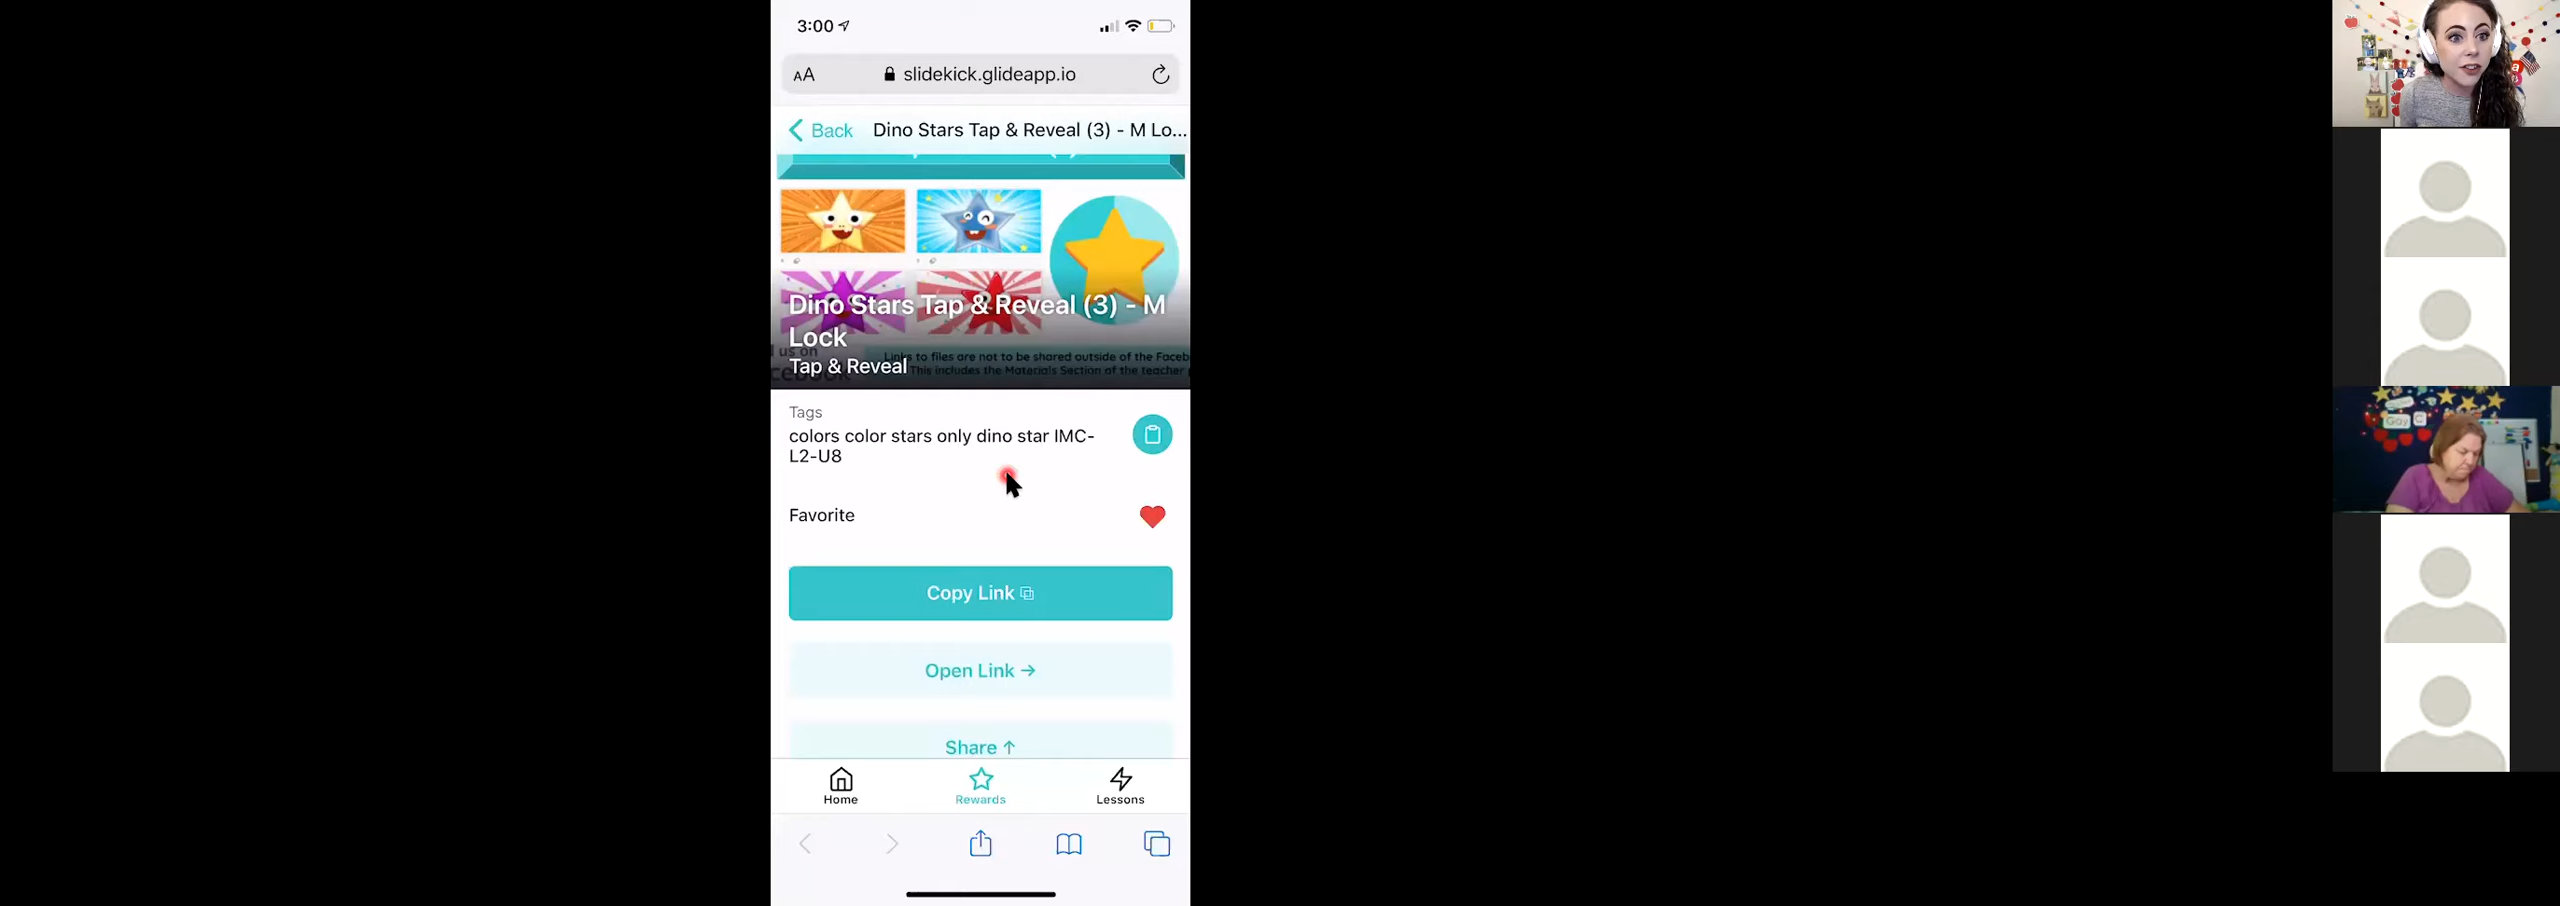 3:00
AA slidekick.glideapp.io
Back Dino Stars Tap & Reveal (3) - M Lo...
Dino Stars Tap & Reveal (3) - M
Lock
us on
Links to files are not to be shared outside of the Faceb
Tap & Reveal
This includes the Materials Section of the teacher
Tags
colors color stars only dino star IMC-
L2-U8
Favorite
Copy Link
Open Link →
Share ↑
Home Rewards Lessons
Gay C